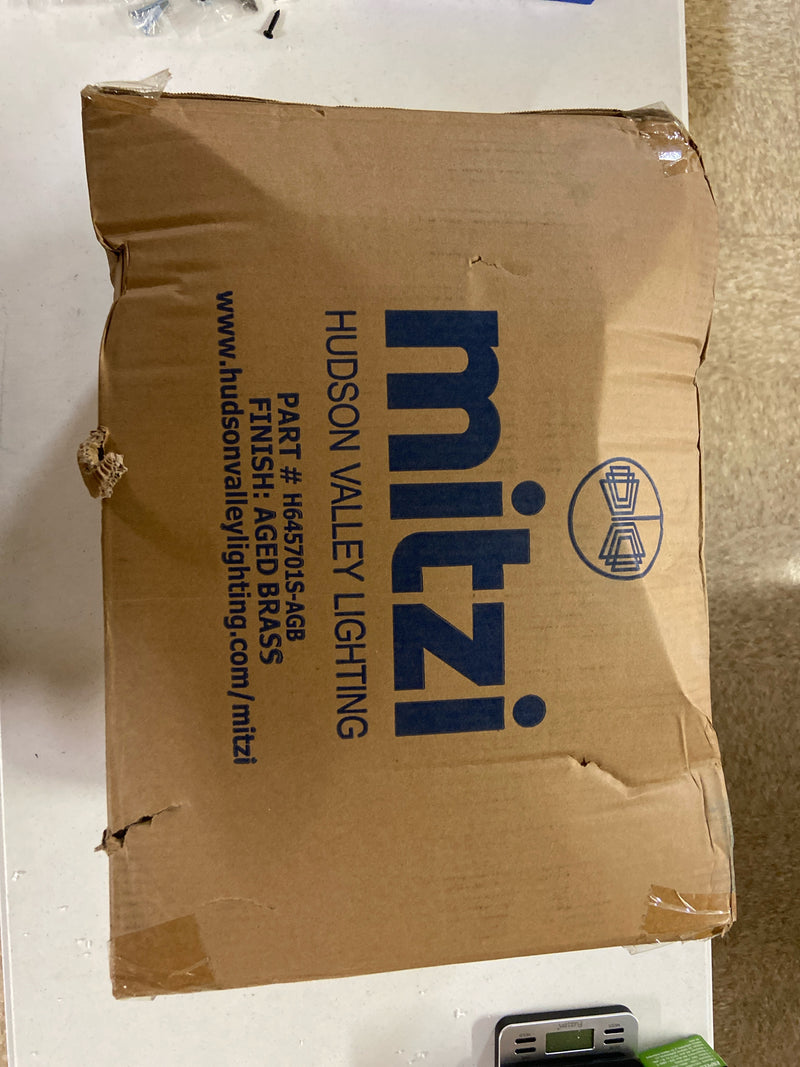 mitzi
HUDSON VALLEY LIGHTING
PART # H645701S-AGB
FINISH: AGED BRASS
www.hudsonvalleylighting.com/mitzi